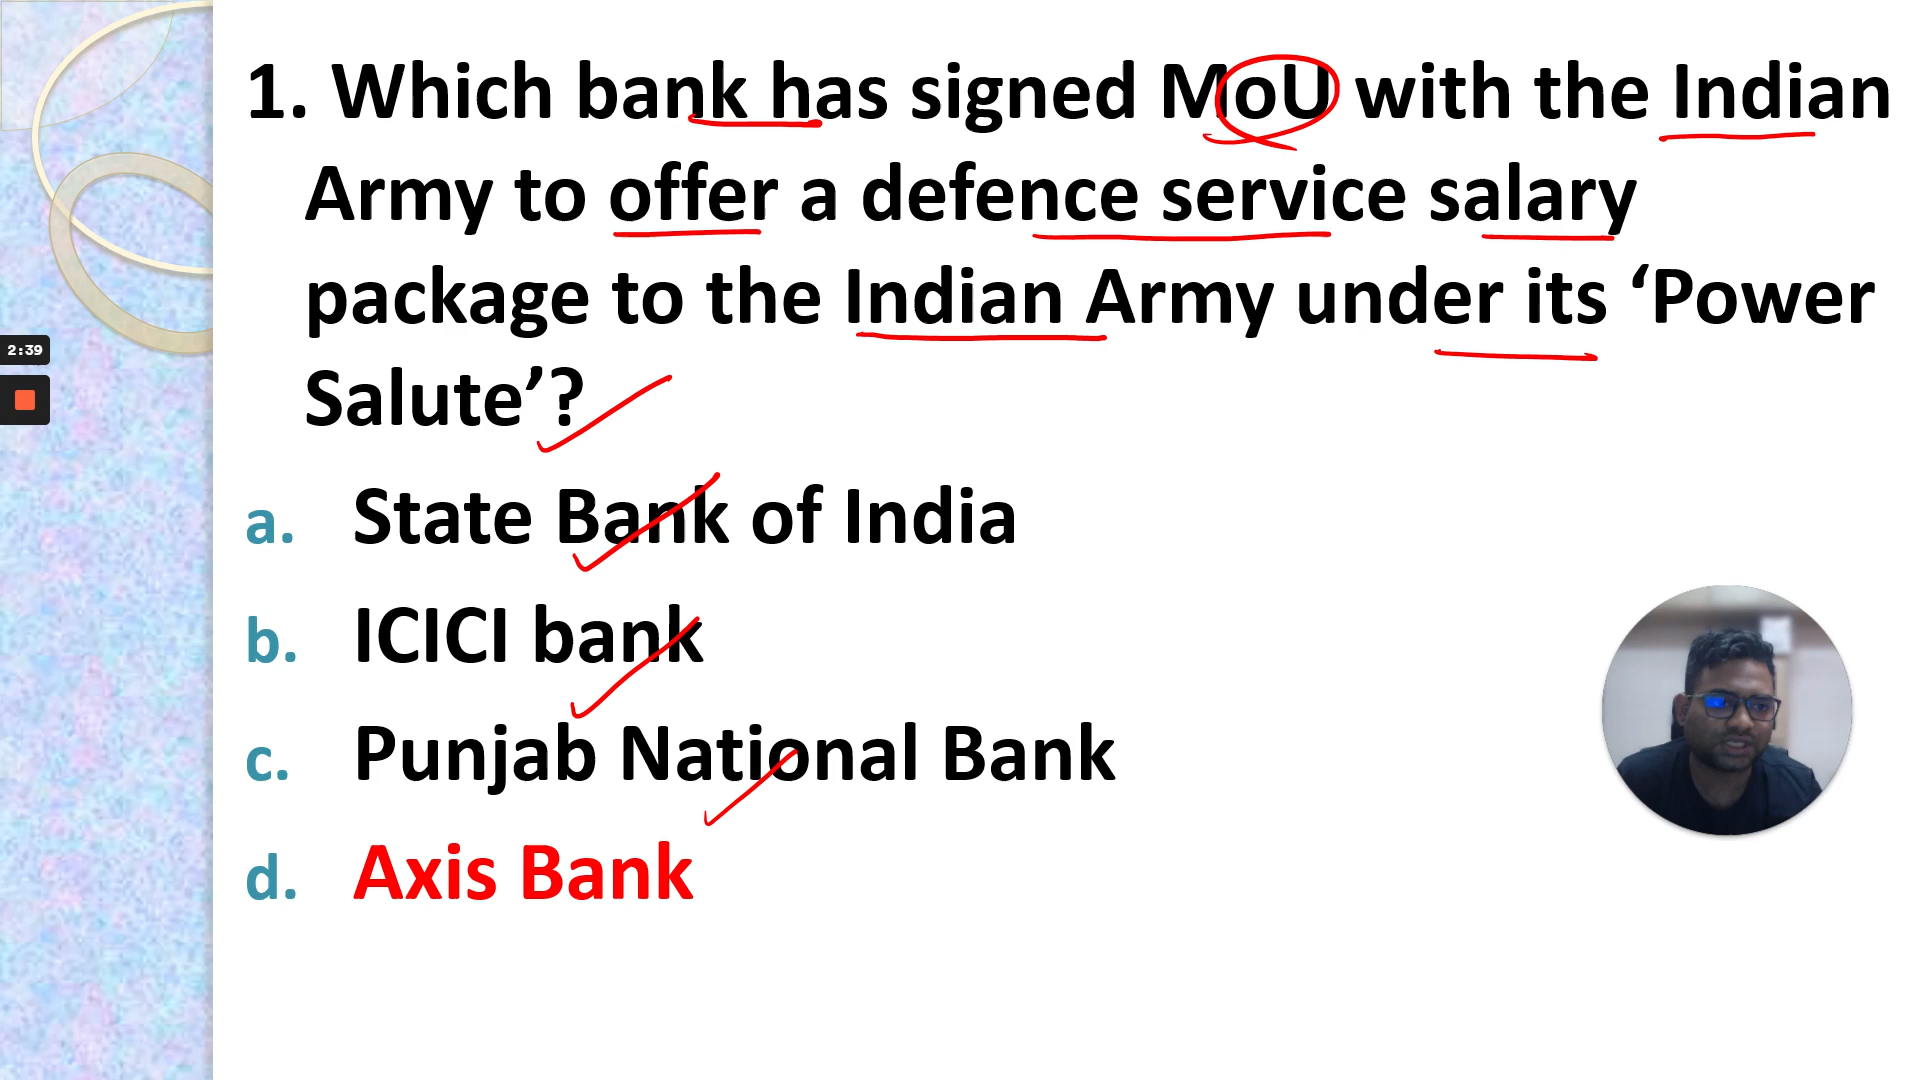 1. Which bank has signed MoU with the Indian
Army to offer a defence service salary
package to the Indian Army under its ‘Power
Salute’?
2:39
a. State Bank of India
b. ICICI bank
c. Punjab National Bank
d. Axis Bank